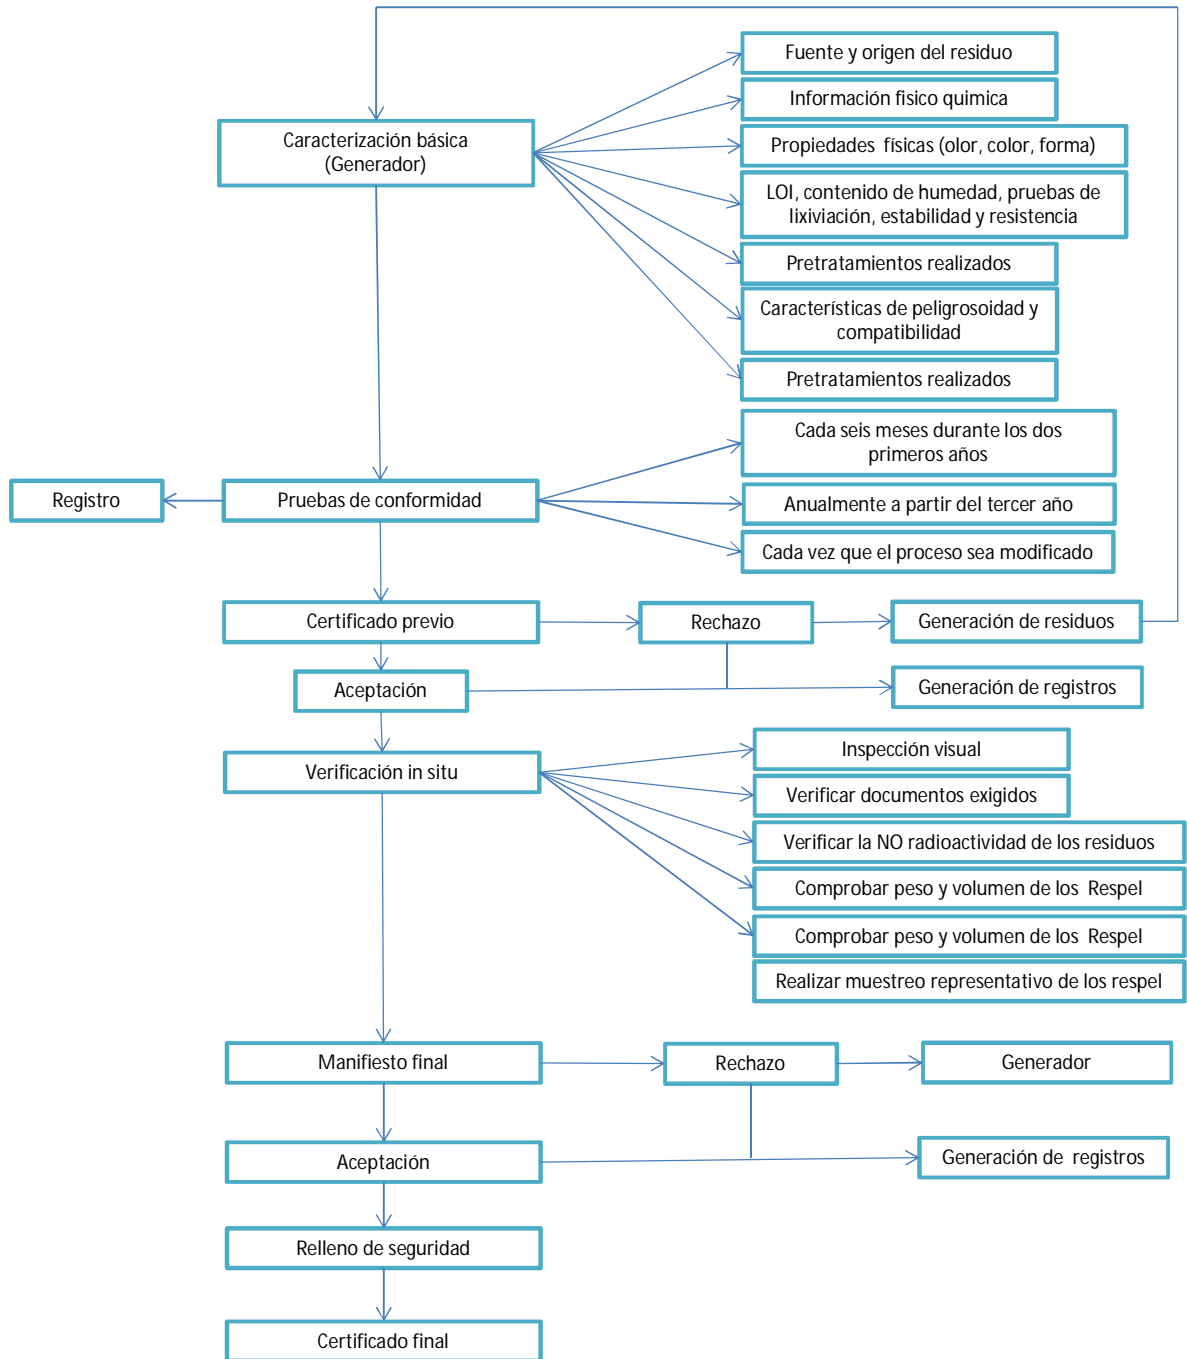 Fuente y origen del residuo
Información fisico quimica
Caracterización básica
(Generador)
Propiedades físicas (olor, color, forma)
LOI, contenido de humedad, pruebas de
lixiviación, estabilidad y resistencia
Pretratamientos realizados
Características de peligrosoidad y
compatibilidad
Pretratamientos realizados
Cada seis meses durante los dos
primeros años
Registro
Pruebas de conformidad
Anualmente a partir del tercer año
Cada vez que el proceso sea modificado
Certificado previo
Rechazo
Generación de residuos
Aceptación
Generación de registros
Verificación in situ
Inspección visual
Verificar documentos exigidos
Verificar la NO radioactividad de los residuos
Comprobar peso y volumen de los Respel
Comprobar peso y volumen de los Respel
Realizar muestreo representativo de los respel
Manifiesto final
Rechazo
Generador
Aceptación
Generación de registros
Relleno de seguridad
Certificado final